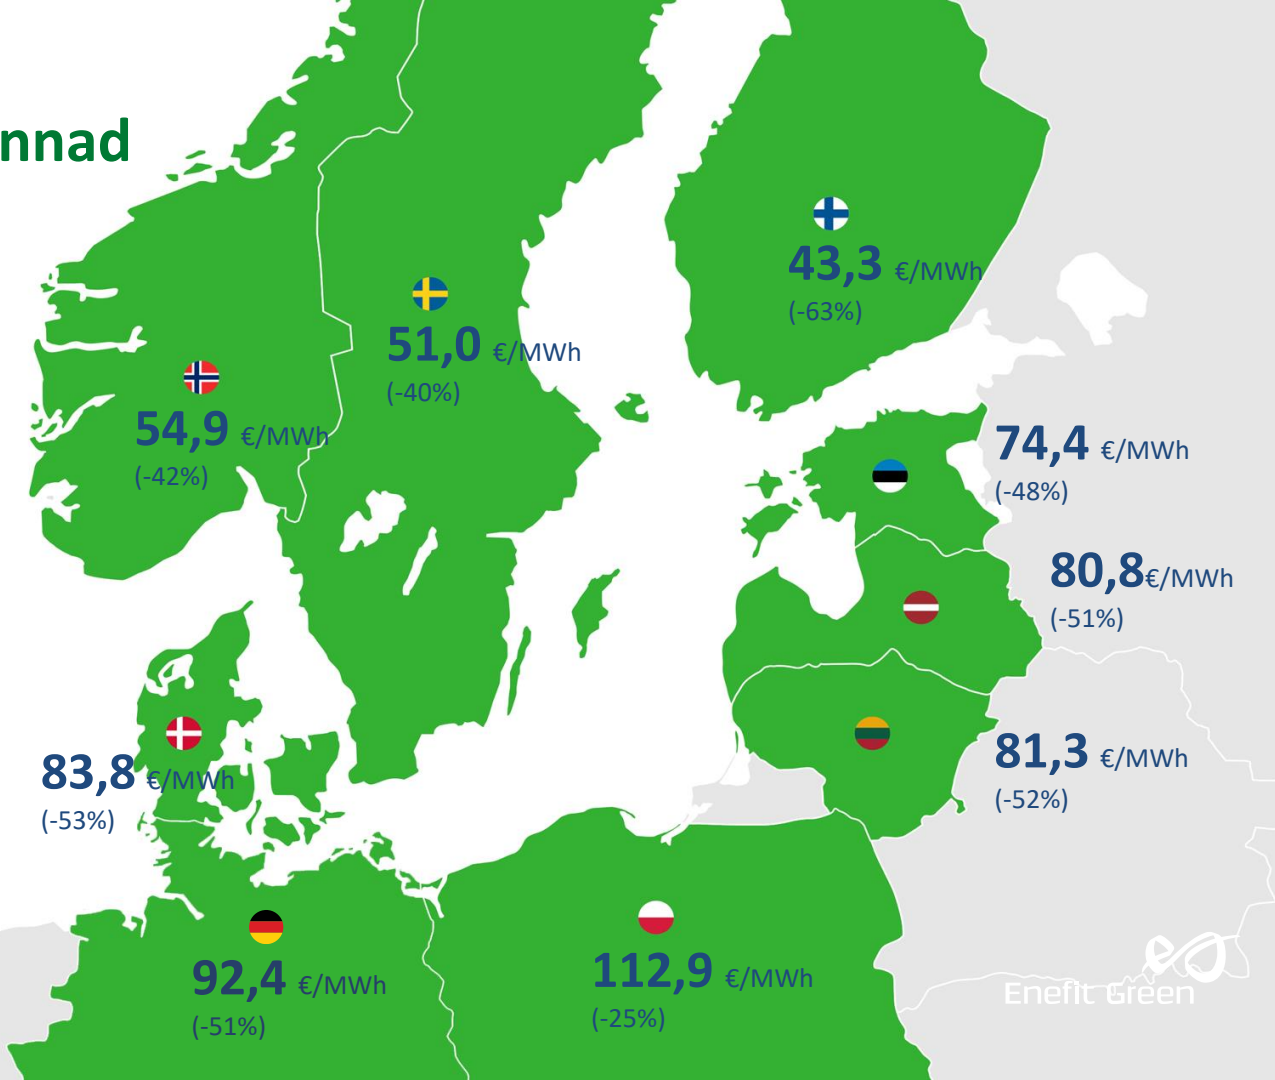 nnad
43,3 €/MWh
(-63%)
51,0 €/MWh
(-40%)
54,9 €/MWh
(-42%)
74,4 €/MWh
(-48%)
80,8€/MWh
(-51%)
83,8 €/MWh
(-53%)
81,3 €/MWh
(-52%)
92,4 €/MWh
(-51%)
112,9 €/MWh
(-25%)
Enefit Green